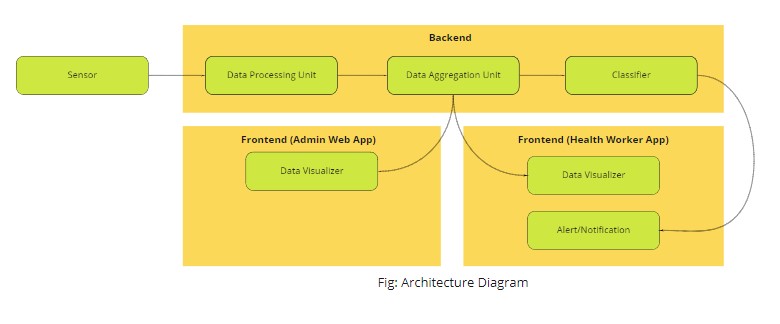 Backend
Sensor
Data Processing Unit
Data Aggregation Unit
Classifier
Frontend (Admin Web App)
Data Visualizer
Frontend (Health Worker App)
Data Visualizer
Alert/Notification
Fig: Architecture Diagram